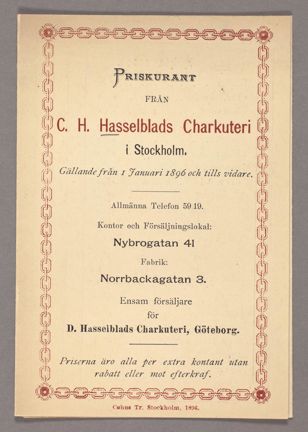 PRISKURANT
FRÅN
C. H. Hasselblads Charkuteri
i Stockholm.
Gällande från 1 Januari 1896 och tills vidare.
Allmänna Telefon 59 19.
Kontor och Försäljningslokal:
Nybrogatan 41
Fabrik:
Norrbackagatan 3.
Ensam försäljare
för
D. Hasselblads Charkuteri, Göteborg.
Priserna äro alla per extra kontant utan
rabatt eller mot efterkraf.
Cubus Tr. Stockholm, 1896.